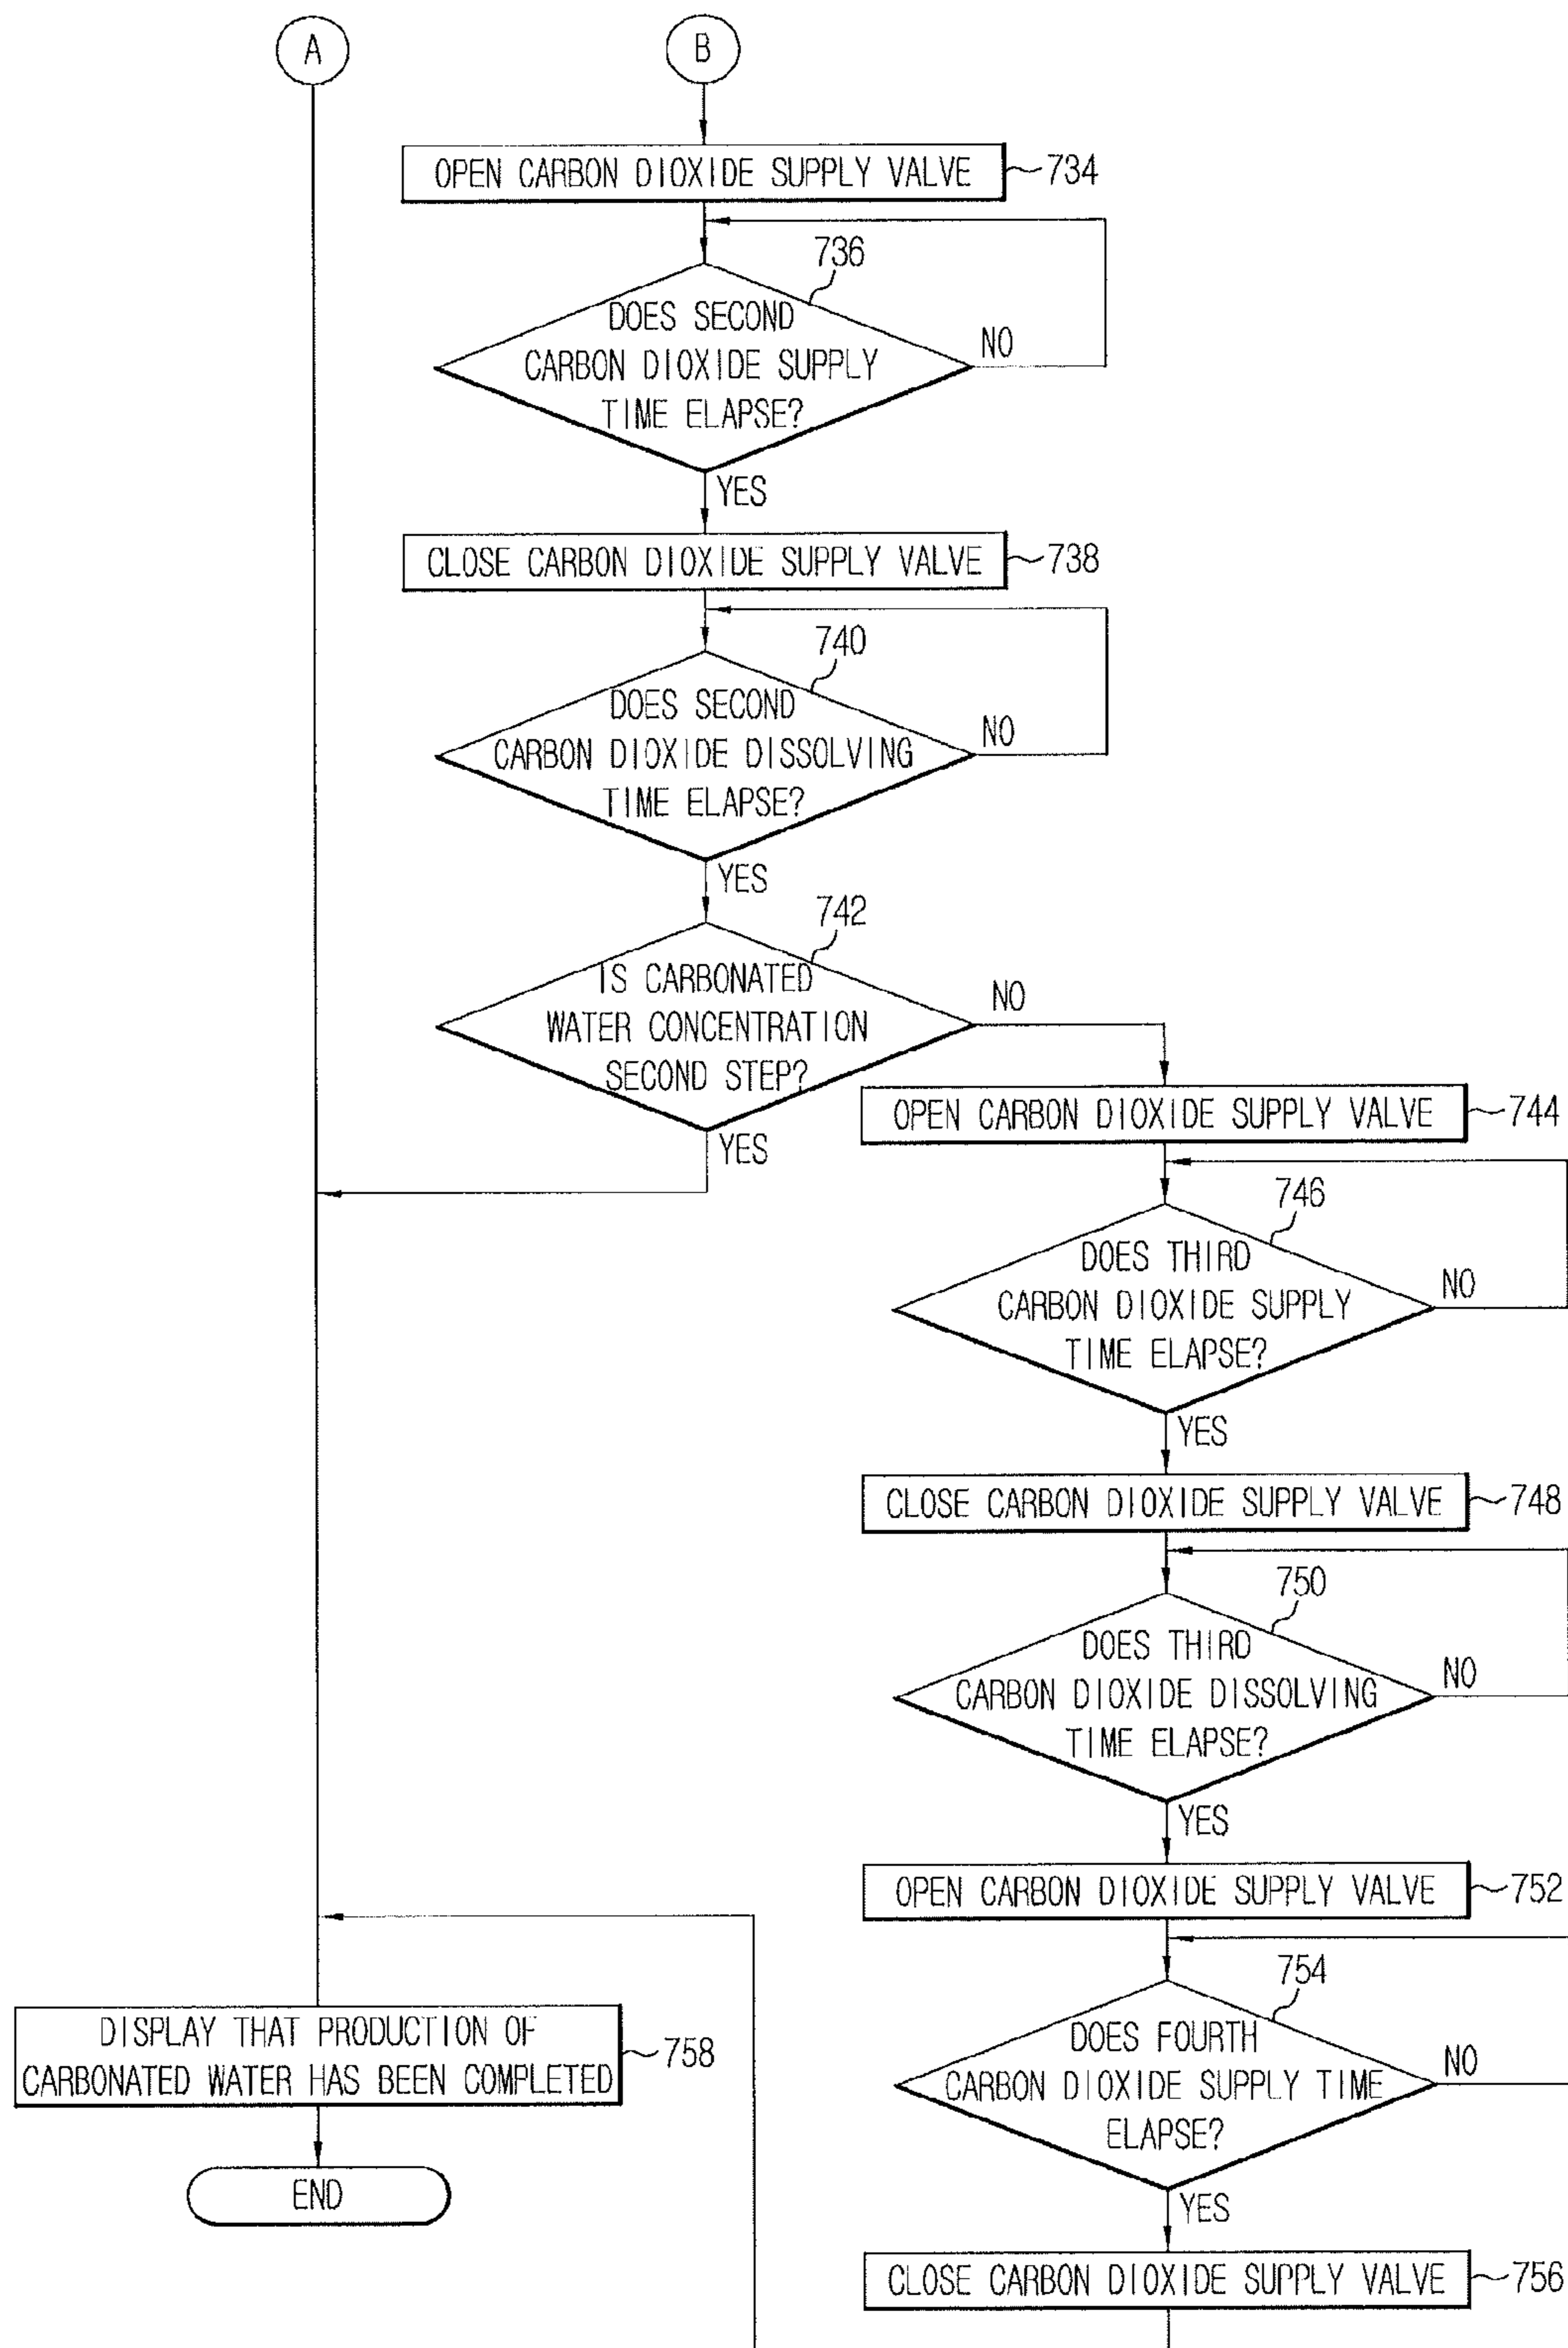 A
B
OPEN CARBON DIOXIDE SUPPLY VALVE
734
736
DOES SECOND
CARBON DIOXIDE SUPPLY
TIME ELAPSE?
NO
YES
CLOSE CARBON DIOXIDE SUPPLY VALVE
738
740
DOES SECOND
CARBON DIOXIDE DISSOLVING
TIME ELAPSE?
NO
YES
742
IS CARBONATED
WATER CONCENTRATION
SECOND STEP?
NO
YES
OPEN CARBON DIOXIDE SUPPLY VALVE
744
746
DOES THIRD
CARBON DIOXIDE SUPPLY
TIME ELAPSE?
NO
YES
CLOSE CARBON DIOXIDE SUPPLY VALVE
748
750
DOES THIRD
CARBON DIOXIDE DISSOLVING
TIME ELAPSE?
NO
YES
OPEN CARBON DIOXIDE SUPPLY VALVE
752
754
DOES FOURTH
CARBON DIOXIDE SUPPLY TIME
ELAPSE?
NO
YES
CLOSE CARBON DIOXIDE SUPPLY VALVE
756
DISPLAY THAT PRODUCTION OF
CARBONATED WATER HAS BEEN COMPLETED
758
END